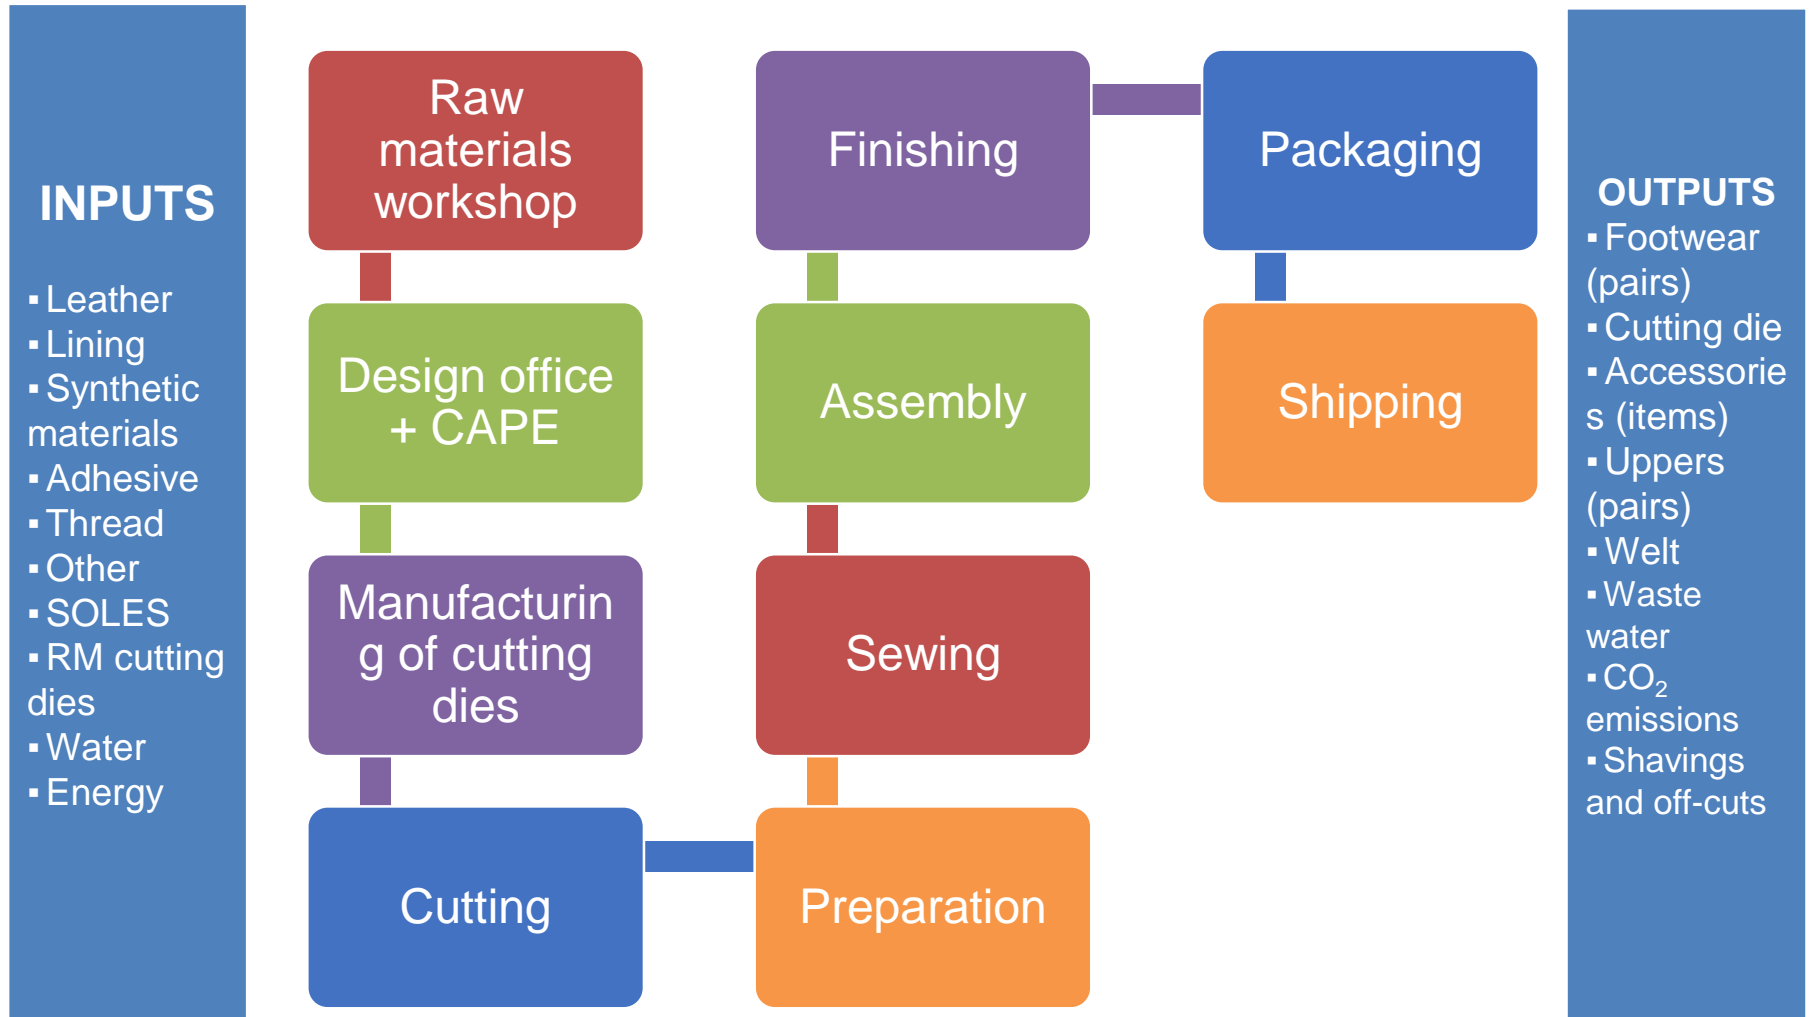 INPUTS
▪ Leather
▪ Lining
▪ Synthetic
materials
▪ Adhesive
▪ Thread
▪ Other
▪ SOLES
▪ RM cutting
dies
▪ Water
▪ Energy
Raw
materials
workshop
Design office
+ CAPE
Manufacturin
g of cutting
dies
Cutting
Preparation
Sewing
Assembly
Finishing
Packaging
Shipping
OUTPUTS
▪ Footwear
(pairs)
▪ Cutting die
▪ Accessorie
s (items)
▪ Uppers
(pairs)
▪ Welt
▪ Waste
water
▪ CO₂
emissions
▪ Shavings
and off-cuts